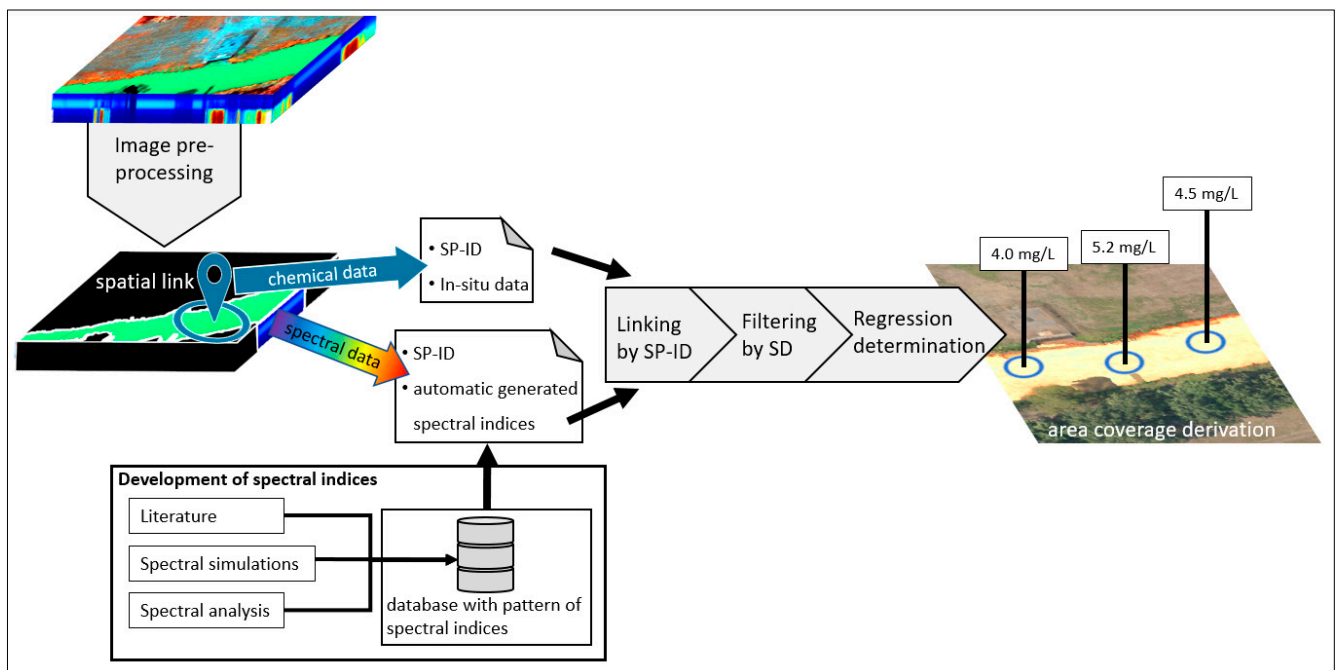 Image pre-
processing
spatial link
chemical data
spectral data
• SP-ID
• In-situ data
• SP-ID
• automatic generated
spectral indices
Development of spectral indices
Literature
Spectral simulations
Spectral analysis
database with pattern of
spectral indices
Linking
by SP-ID
Filtering
by SD
Regression
determination
4.0 mg/L
5.2 mg/L
4.5 mg/L
area coverage derivation